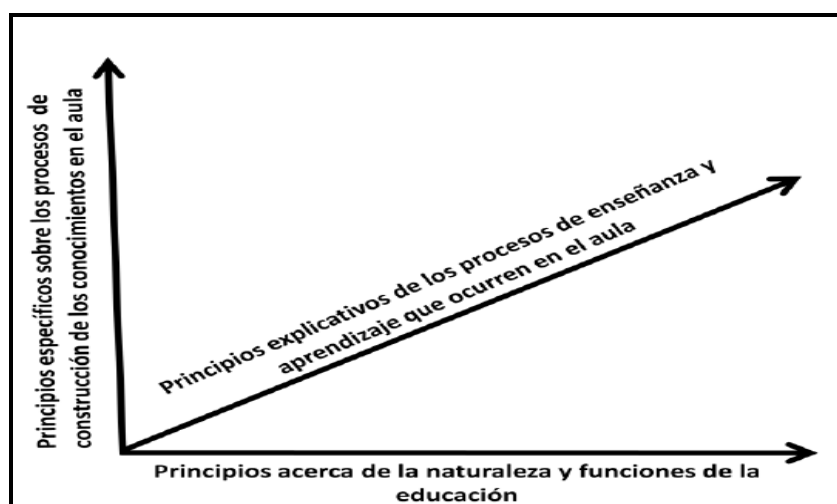 Principios específicos sobre los procesos de
construcción de los conocimientos en el aula
Principios explicativos de los procesos de enseñanza y
aprendizaje que ocurren en el aula
Principios acerca de la naturaleza y funciones de la
educación